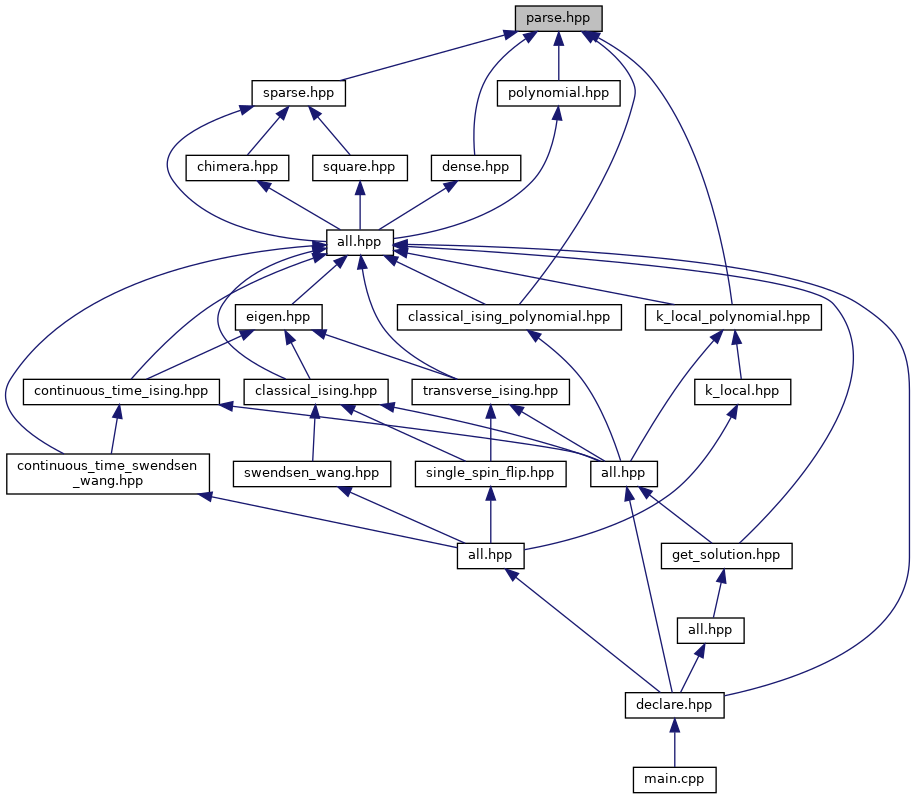 parse.hpp
sparse.hpp
polynomial.hpp
chimera.hpp
square.hpp
dense.hpp
all.hpp
eigen.hpp
classical_ising_polynomial.hpp
k_local_polynomial.hpp
continuous_time_ising.hpp
classical_ising.hpp
transverse_ising.hpp
k_local.hpp
continuous_time_swendsen
_wang.hpp
swendsen_wang.hpp
single_spin_flip.hpp
all.hpp
all.hpp
get_solution.hpp
all.hpp
declare.hpp
main.cpp